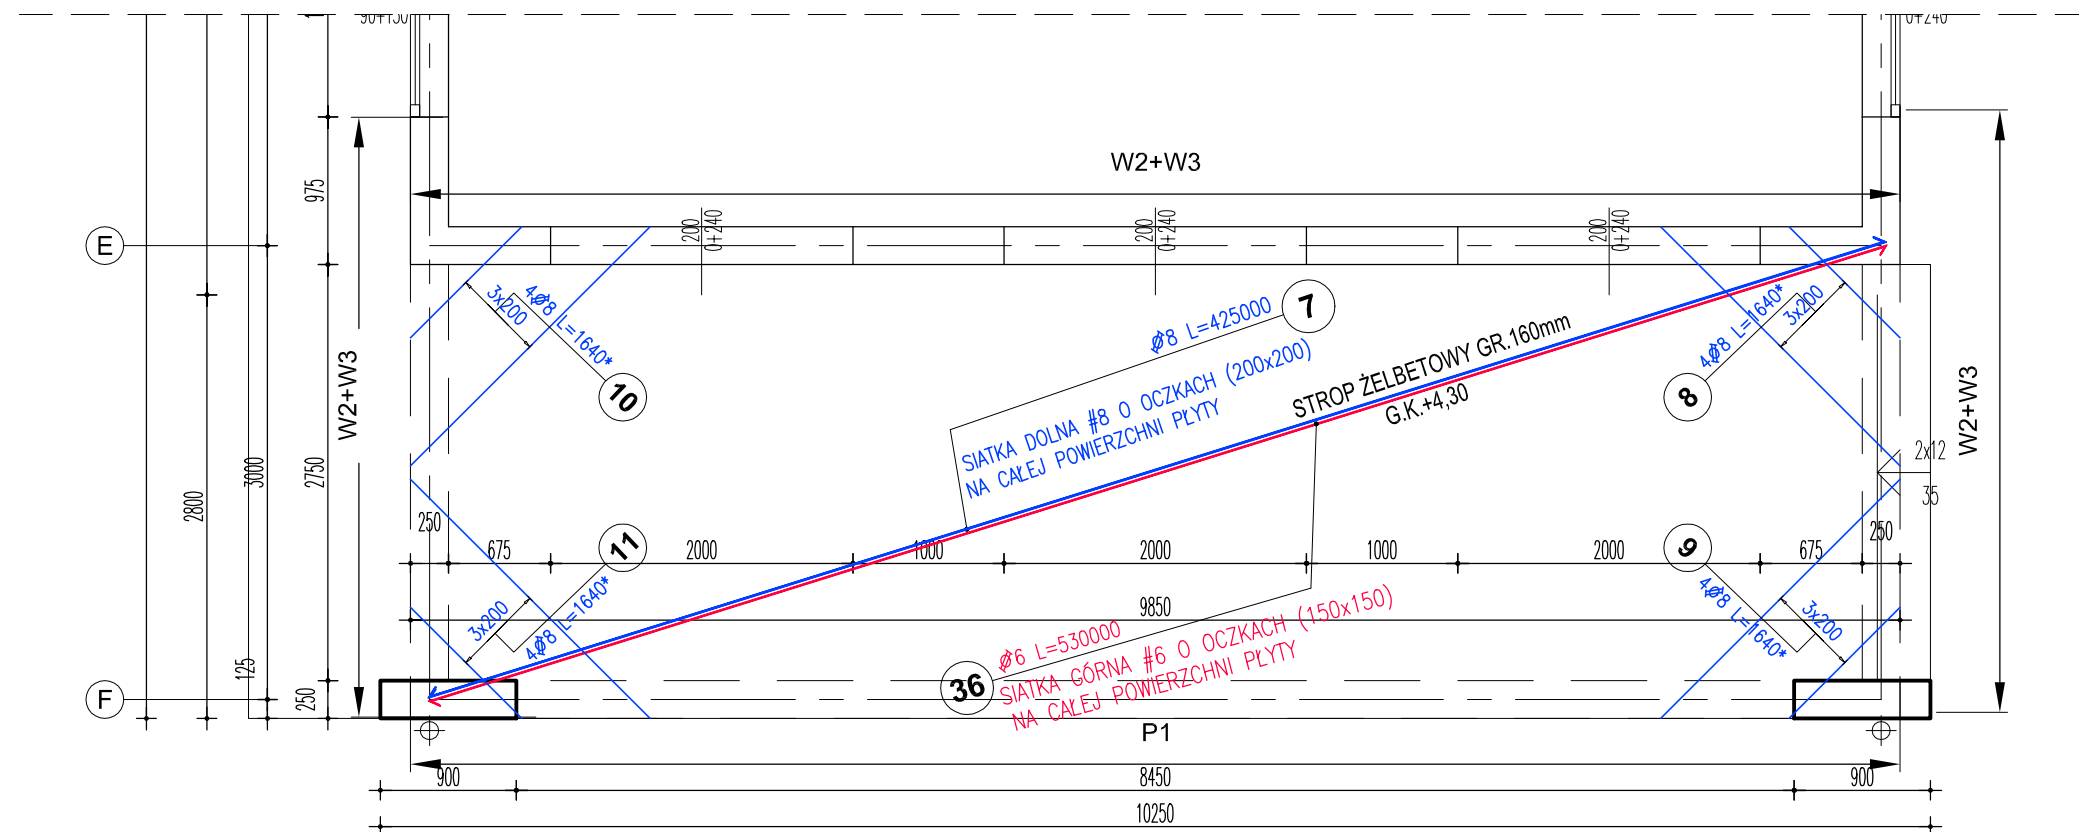 90+150
0+240
W2+W3
975
E
200
0+240
200
0+240
200
0+240
3x200
4ø8 L=1640*
10
ø8 L=425000
7
SIATKA DOLNA #8 O OCZKACH (200x200)
NA CAŁEJ POWIERZCHNI PŁYTY
STROP ŻELBETOWY GR.160mm
G.K.+4,30
4ø8 L=1640*
3x200
8
W2+W3
W2+W3
2x12
35
2800
3000
2750
250
675
2000
1000
2000
1000
2000
675
250
11
9
3x200
4ø8 L=1640*
9850
4ø8 L=1640*
3x200
36
ø6 L=530000
SIATKA GÓRNA #6 O OCZKACH (150x150)
NA CAŁEJ POWIERZCHNI PŁYTY
125
250
F
P1
900
8450
900
10250